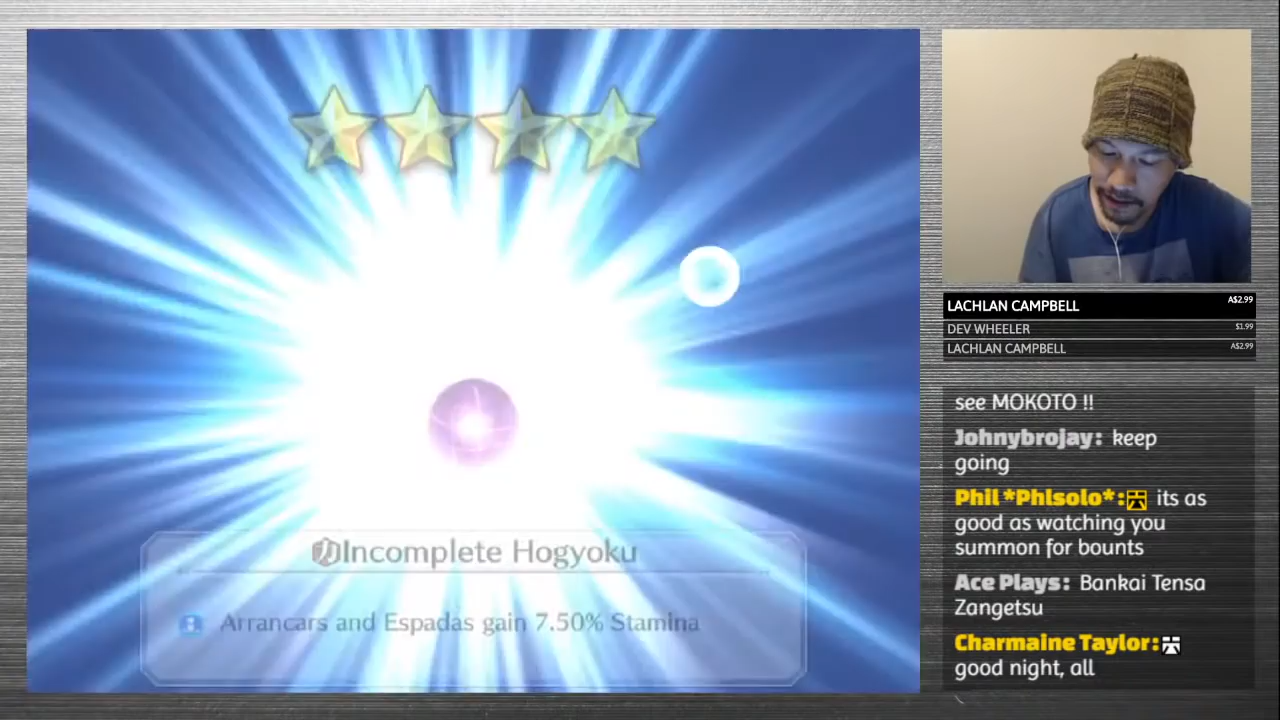 Incomplete Hogyoku
Arrancars and Espadas gain 7.50% Stamina
LACHLAN CAMPBELL A$2.99
DEV WHEELER $1.99
LACHLAN CAMPBELL A$2.99
see MOKOTO !!
Johnybrojay: keep
going
Phil *Phlsolo*: its as
good as watching you
summon for bounts
Ace Plays: Bankai Tensa
Zangetsu
Charmaine Taylor:
good night, all